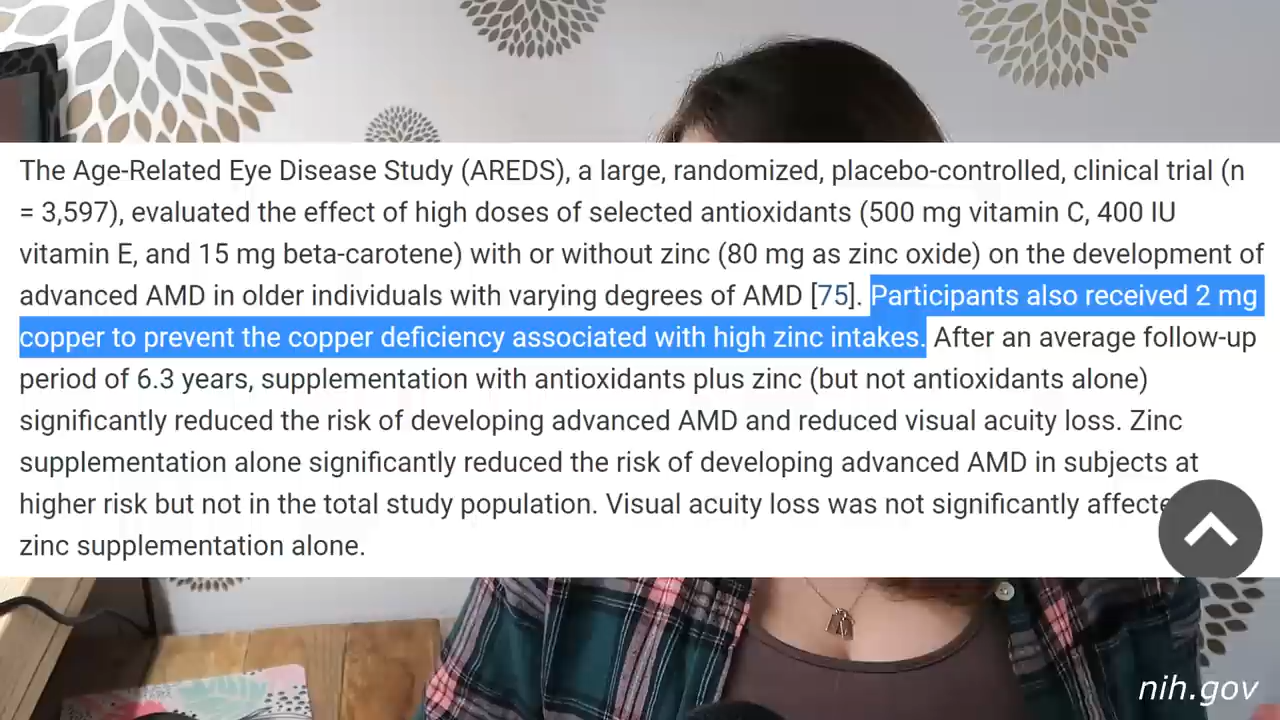 The Age-Related Eye Disease Study (AREDS), a large, randomized, placebo-controlled, clinical trial (n
= 3,597), evaluated the effect of high doses of selected antioxidants (500 mg vitamin C, 400 IU
vitamin E, and 15 mg beta-carotene) with or without zinc (80 mg as zinc oxide) on the development of
advanced AMD in older individuals with varying degrees of AMD [75]. Participants also received 2 mg
copper to prevent the copper deficiency associated with high zinc intakes. After an average follow-up
period of 6.3 years, supplementation with antioxidants plus zinc (but not antioxidants alone)
significantly reduced the risk of developing advanced AMD and reduced visual acuity loss. Zinc
supplementation alone significantly reduced the risk of developing advanced AMD in subjects at
higher risk but not in the total study population. Visual acuity loss was not significantly
zinc supplementation alone.
nih.gov